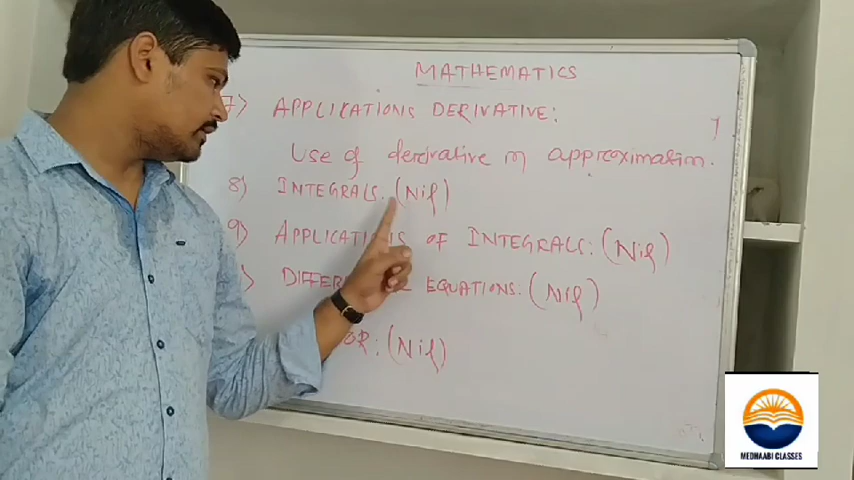 MATHEMATICS
7) APPLICATIONS DERIVATIVE:
Use of derivative in approximation.
8) INTEGRALS: (Nil)
9) APPLICATIONS OF INTEGRALS: (Nil)
EQUATIONS: (Nil)
(Nil)
MEDHAABI CLASSES